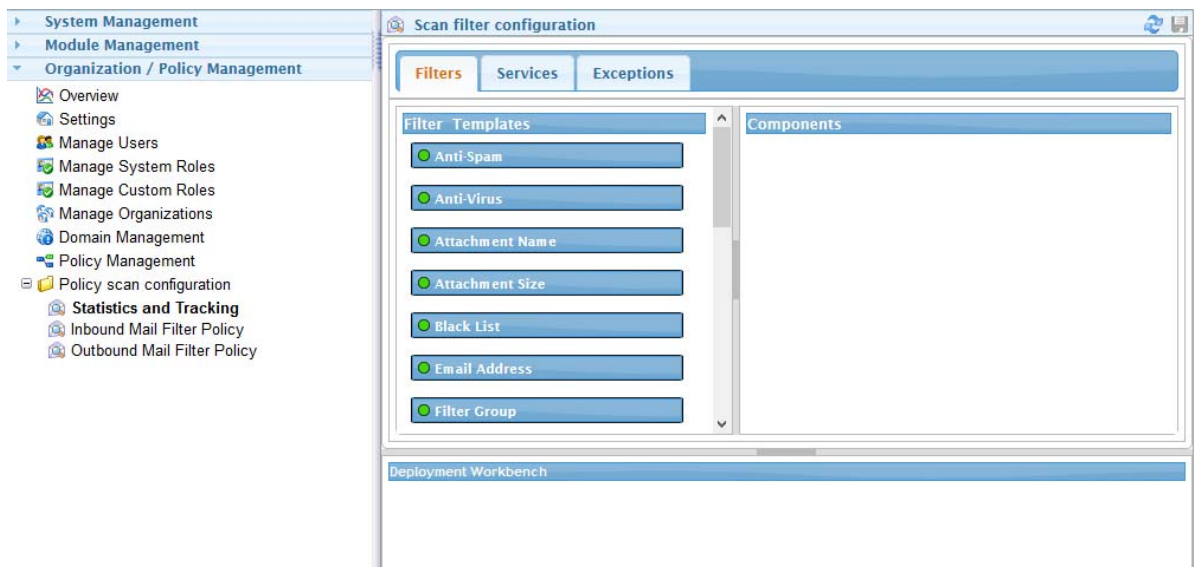 System Management
Module Management
Organization / Policy Management
Overview
Settings
Manage Users
Manage System Roles
Manage Custom Roles
Manage Organizations
Domain Management
Policy Management
Policy scan configuration
Statistics and Tracking
Inbound Mail Filter Policy
Outbound Mail Filter Policy
Scan filter configuration
Filters Services Exceptions
Filter Templates
Anti-Spam
Anti-Virus
Attachment Name
Attachment Size
Black List
Email Address
Filter Group
Components
Deployment Workbench